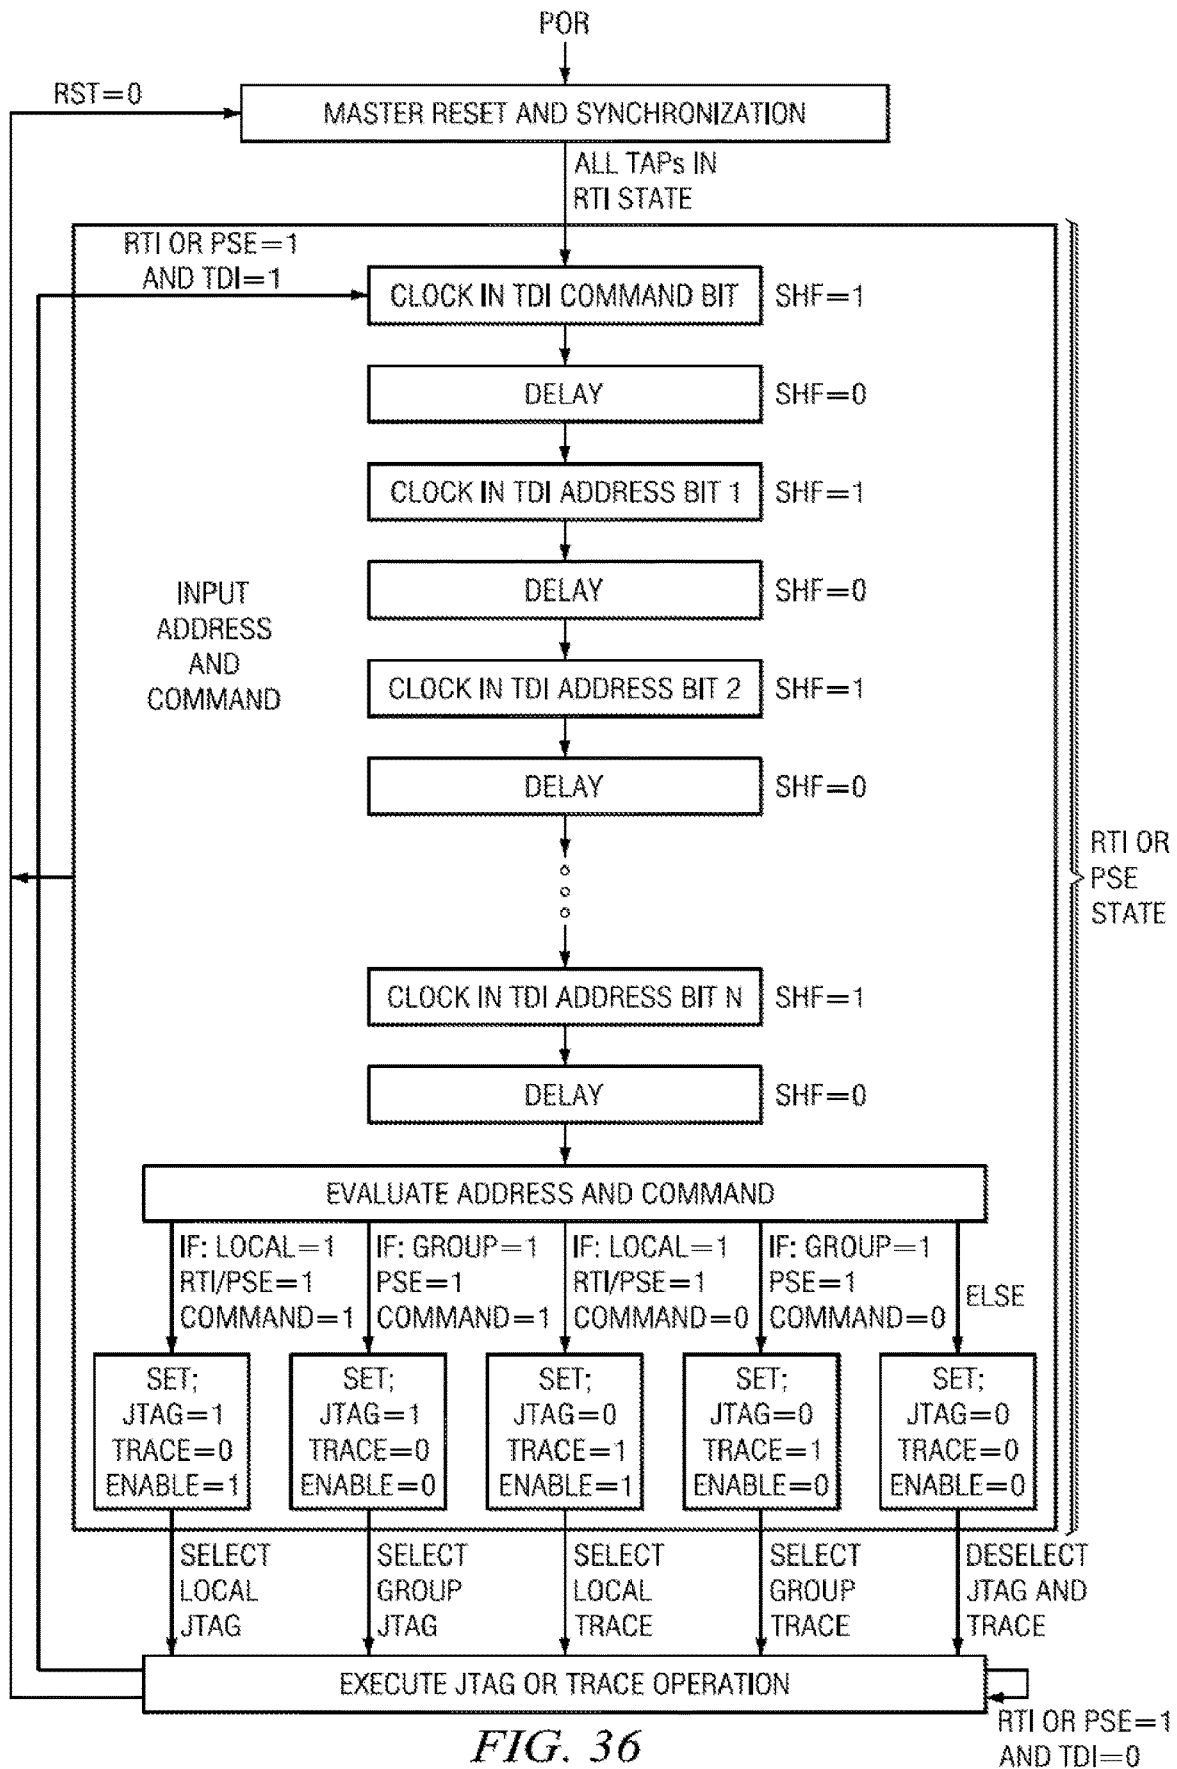 POR
RST=0
MASTER RESET AND SYNCHRONIZATION
ALL TAPs IN
RTI STATE
RTI OR PSE=1
AND TDI=1
CLOCK IN TDI COMMAND BIT
SHF=1
DELAY
SHF=0
CLOCK IN TDI ADDRESS BIT 1
SHF=1
DELAY
SHF=0
INPUT
ADDRESS
AND
COMMAND
CLOCK IN TDI ADDRESS BIT 2
SHF=1
DELAY
SHF=0
RTI OR
PSE
STATE
CLOCK IN TDI ADDRESS BIT N
SHF=1
DELAY
SHF=0
EVALUATE ADDRESS AND COMMAND
IF: LOCAL=1
RTI/PSE=1
COMMAND=1
IF: GROUP=1
PSE=1
COMMAND=1
IF: LOCAL=1
RTI/PSE=1
COMMAND=0
IF: GROUP=1
PSE=1
COMMAND=0
ELSE
SET;
JTAG=1
TRACE=0
ENABLE=1
SET;
JTAG=1
TRACE=0
ENABLE=0
SET;
JTAG=0
TRACE=1
ENABLE=1
SET;
JTAG=0
TRACE=1
ENABLE=0
SET;
JTAG=0
TRACE=0
ENABLE=0
SELECT
LOCAL
JTAG
SELECT
GROUP
JTAG
SELECT
LOCAL
TRACE
SELECT
GROUP
TRACE
DESELECT
JTAG AND
TRACE
EXECUTE JTAG OR TRACE OPERATION
RTI OR PSE=1
AND TDI=0
FIG. 36